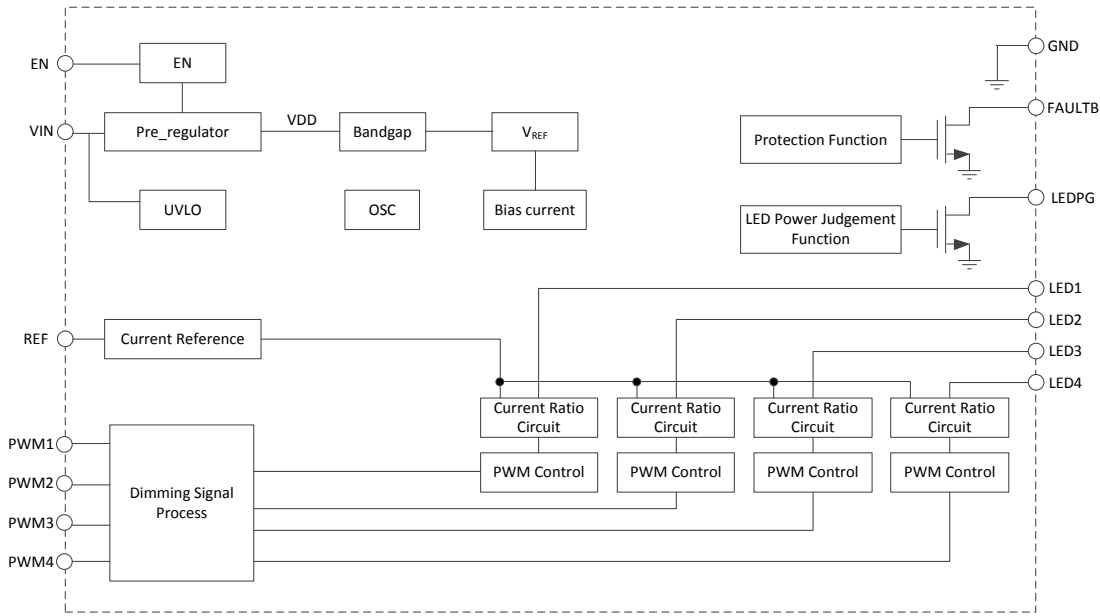 EN
EN
GND
VIN
Pre_regulator
VDD
Bandgap
VREF
FAULTB
Protection Function
UVLO
OSC
Bias current
LEDPG
LED Power Judgement
Function
LED1
LED2
REF
Current Reference
LED3
LED4
Current Ratio
Circuit
Current Ratio
Circuit
Current Ratio
Circuit
Current Ratio
Circuit
PWM1
PWM2
PWM3
PWM4
Dimming Signal
Process
PWM Control
PWM Control
PWM Control
PWM Control